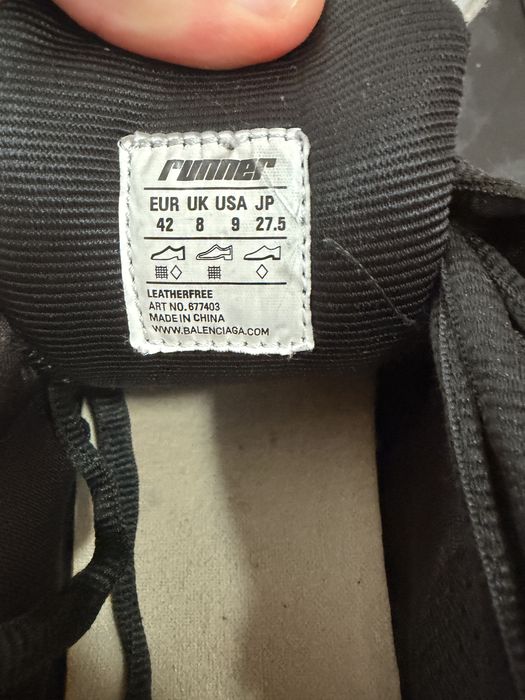 runner
EUR UK USA JP
42 8 9 27.5
LEATHERFREE
ART NO. 677403
MADE IN CHINA
WWW.BALENCIAGA.COM